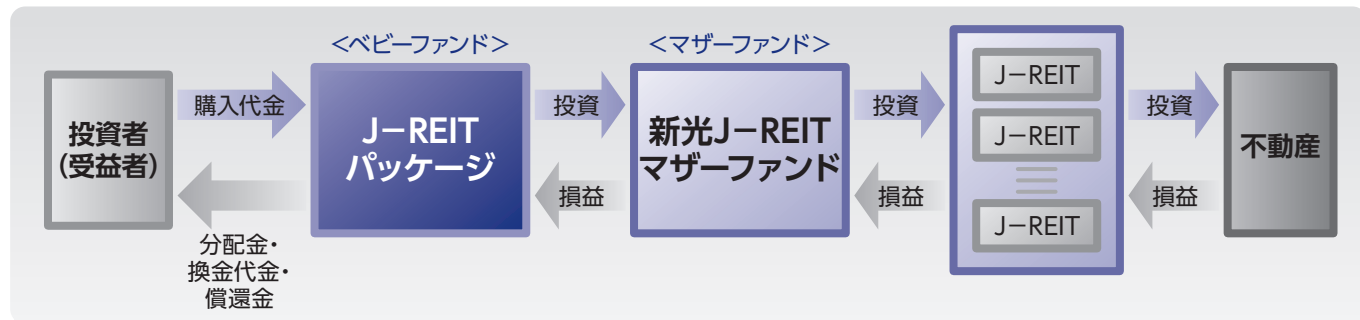 <ベビーファンド>
<マザーファンド>
投資者
(受益者)
購入代金
分配金・
換金代金・
償還金
J−REIT
パッケージ
投資
損益
新光J−REIT
マザーファンド
投資
損益
J−REIT
J−REIT
J−REIT
投資
損益
不動産